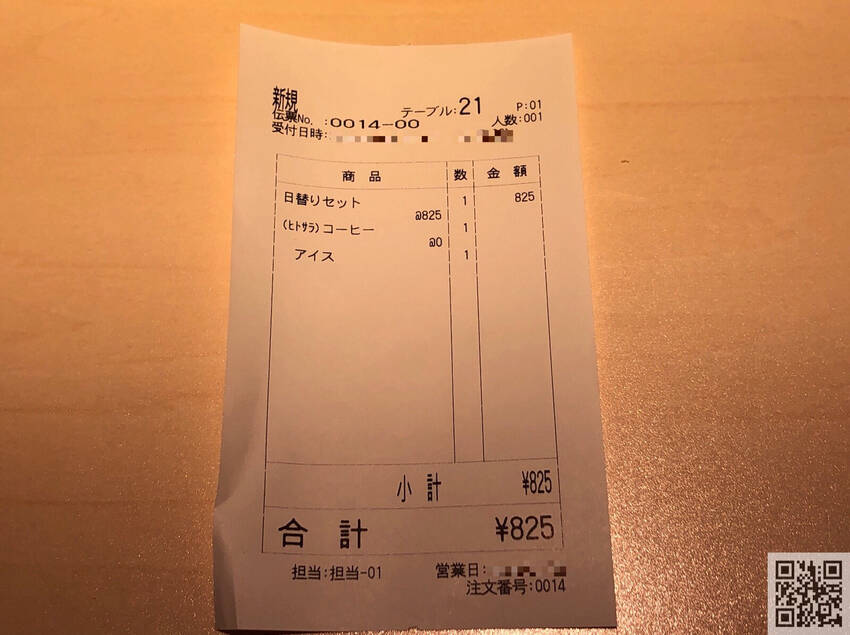 新規
テーブル:21 P:01
伝票No. :0014-00 人数:001
受付日時:
商品 数 金額
日替りセット 1 825
@825
(ﾋﾄｻﾗ)コーヒー 1
@0
アイス 1
小計 ¥825
合計 ¥825
担当:担当-01 営業日:
注文番号:0014